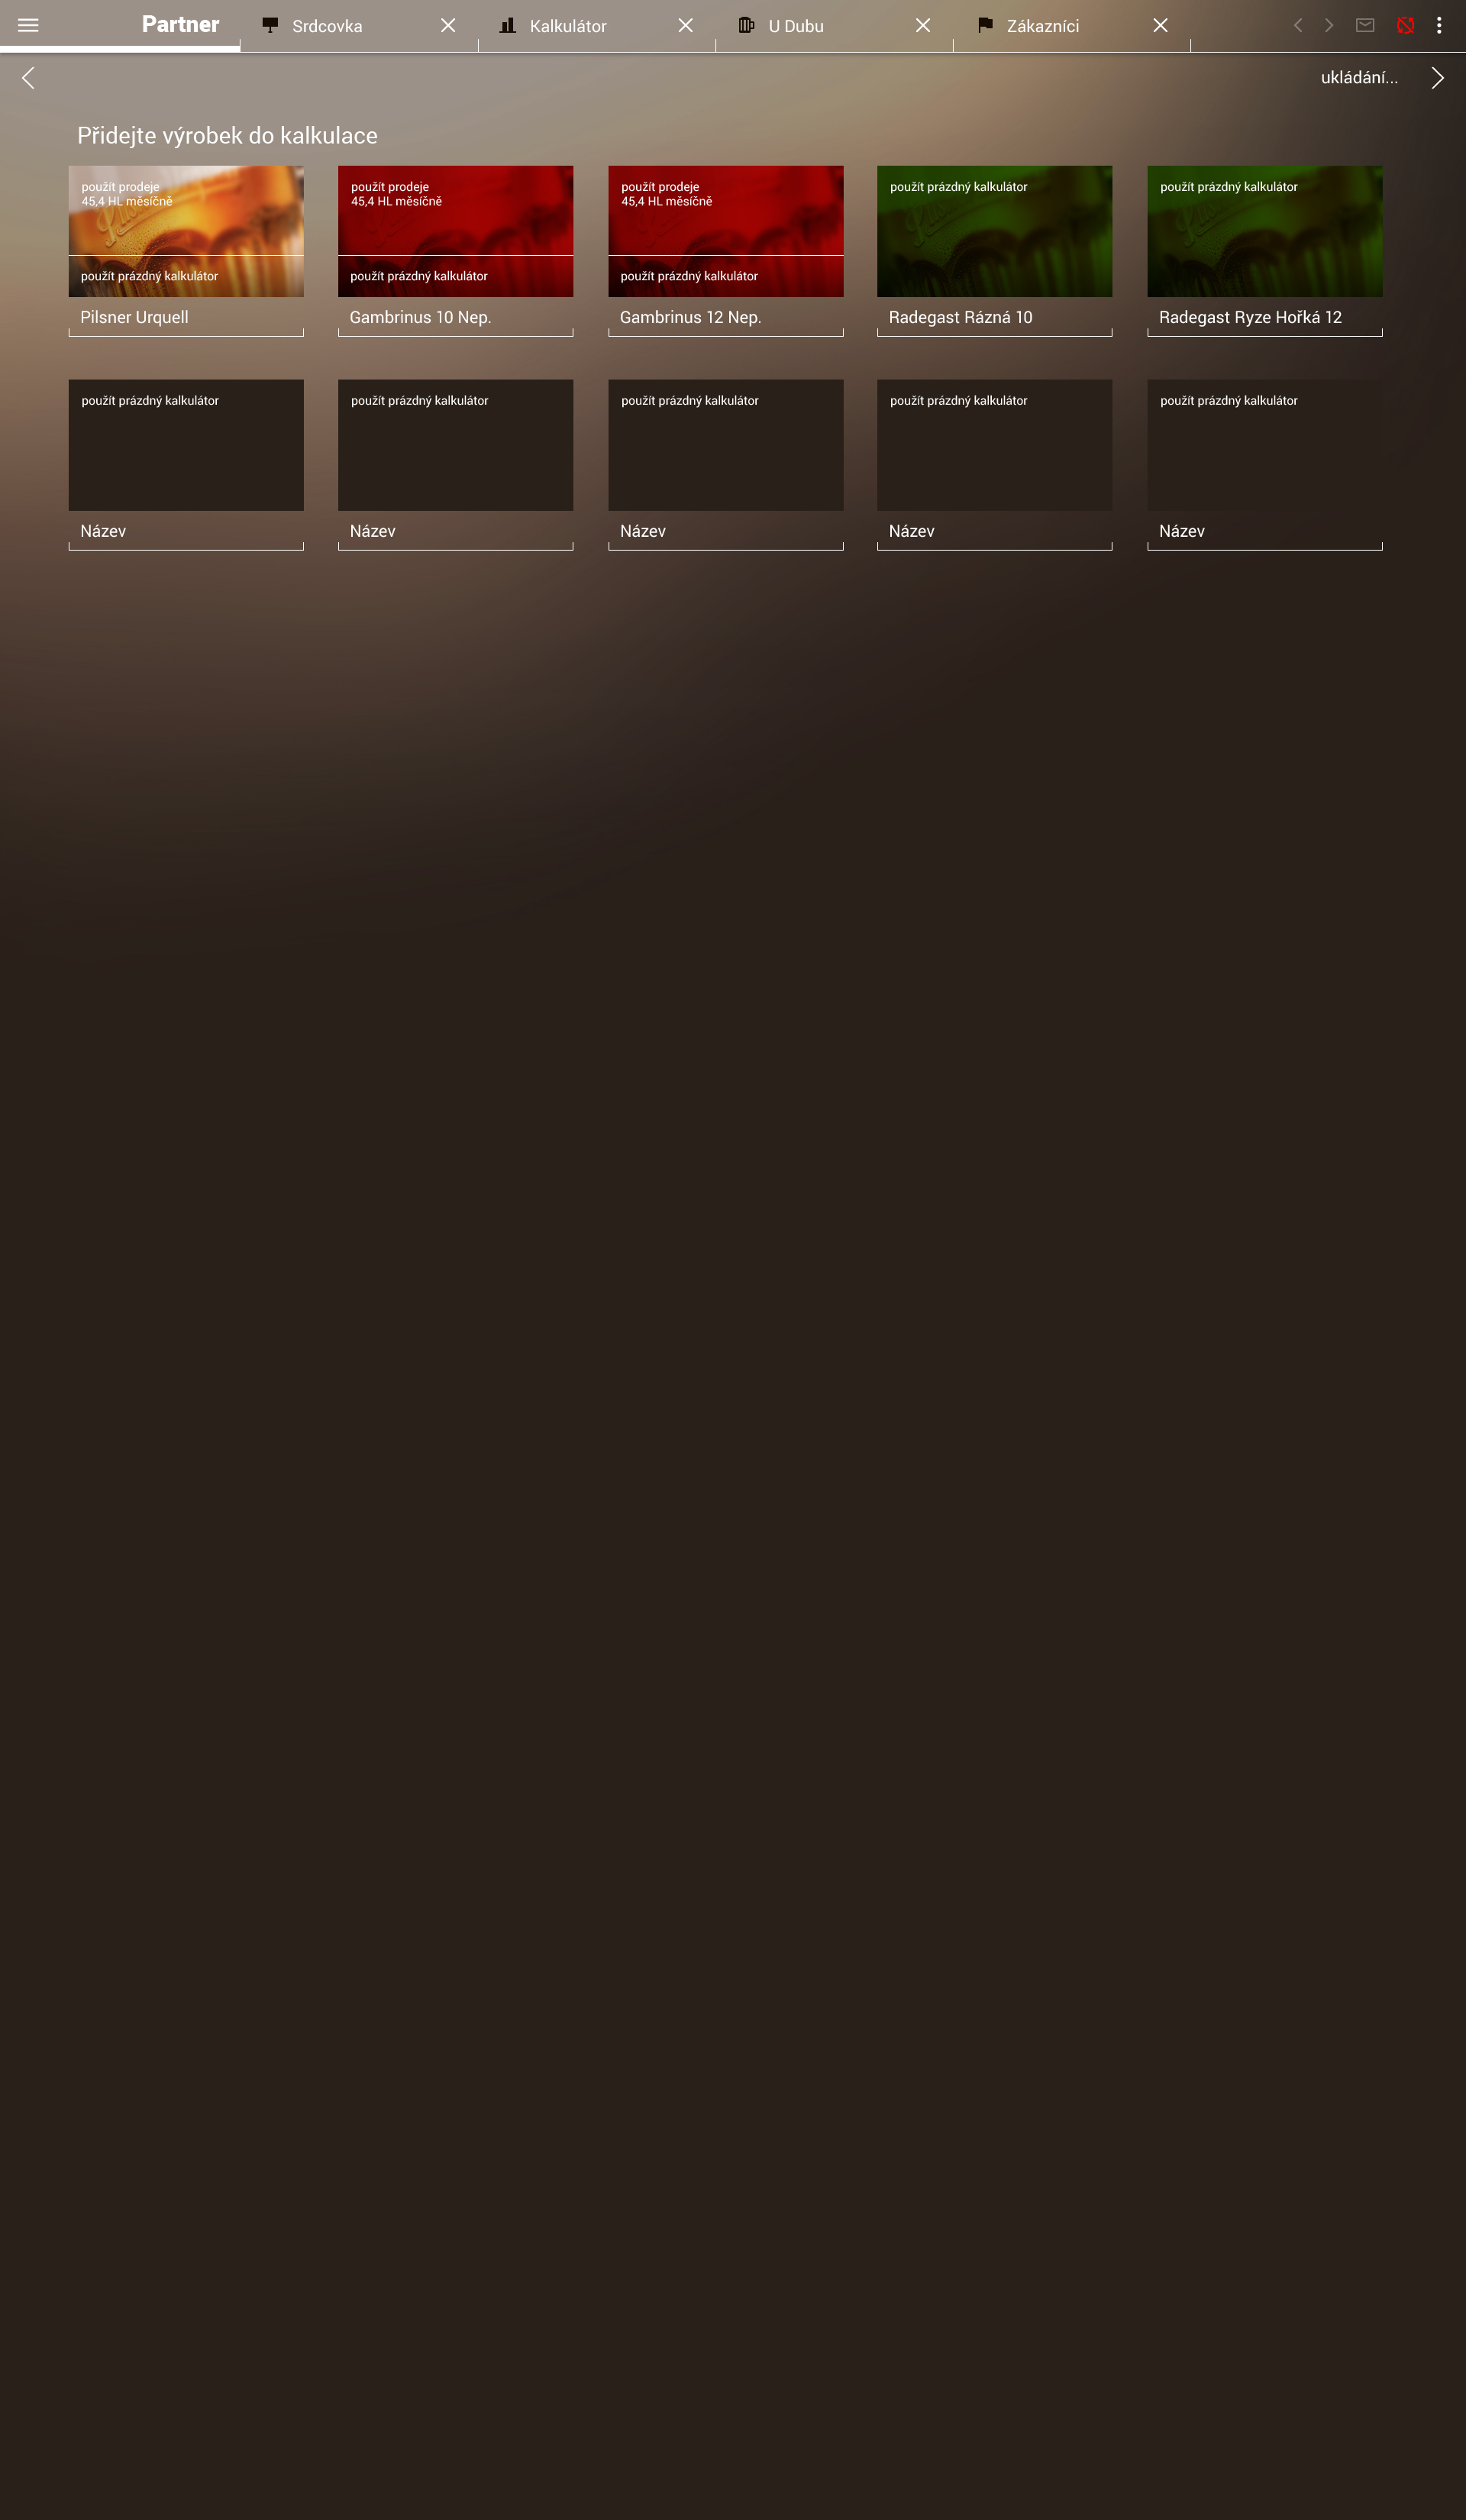 Partner
Srdcovka
Kalkulátor
U Dubu
Zákazníci
ukládání...
Přidejte výrobek do kalkulace
použít prodeje
45,4 HL měsíčně
použít prázdný kalkulátor
Pilsner Urquell
použít prodeje
45,4 HL měsíčně
použít prázdný kalkulátor
Gambrinus 10 Nep.
použít prodeje
45,4 HL měsíčně
použít prázdný kalkulátor
Gambrinus 12 Nep.
použít prázdný kalkulátor
Radegast Rázná 10
použít prázdný kalkulátor
Radegast Ryze Hořká 12
použít prázdný kalkulátor
Název
použít prázdný kalkulátor
Název
použít prázdný kalkulátor
Název
použít prázdný kalkulátor
Název
použít prázdný kalkulátor
Název